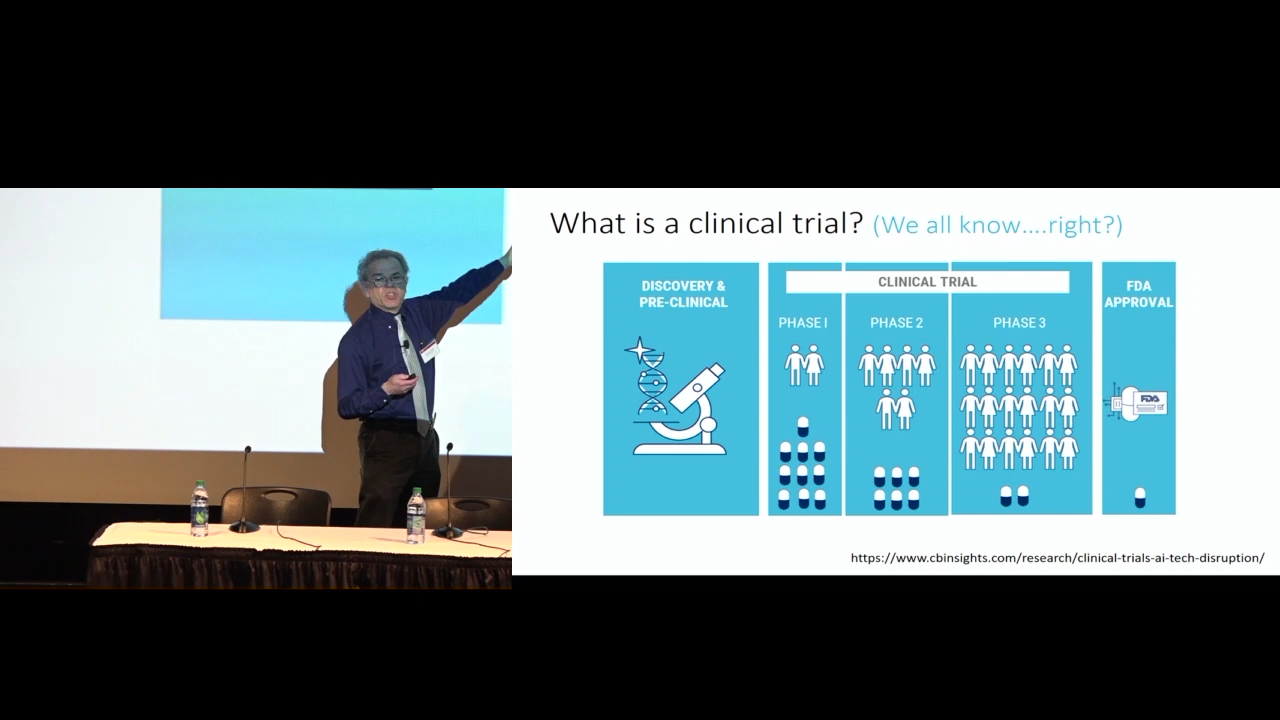 What is a clinical trial? (We all know....right?)
DISCOVERY &
PRE-CLINICAL
CLINICAL TRIAL
PHASE I
PHASE 2
PHASE 3
FDA
APPROVAL
FDA
https://www.cbinsights.com/research/clinical-trials-ai-tech-disruption/